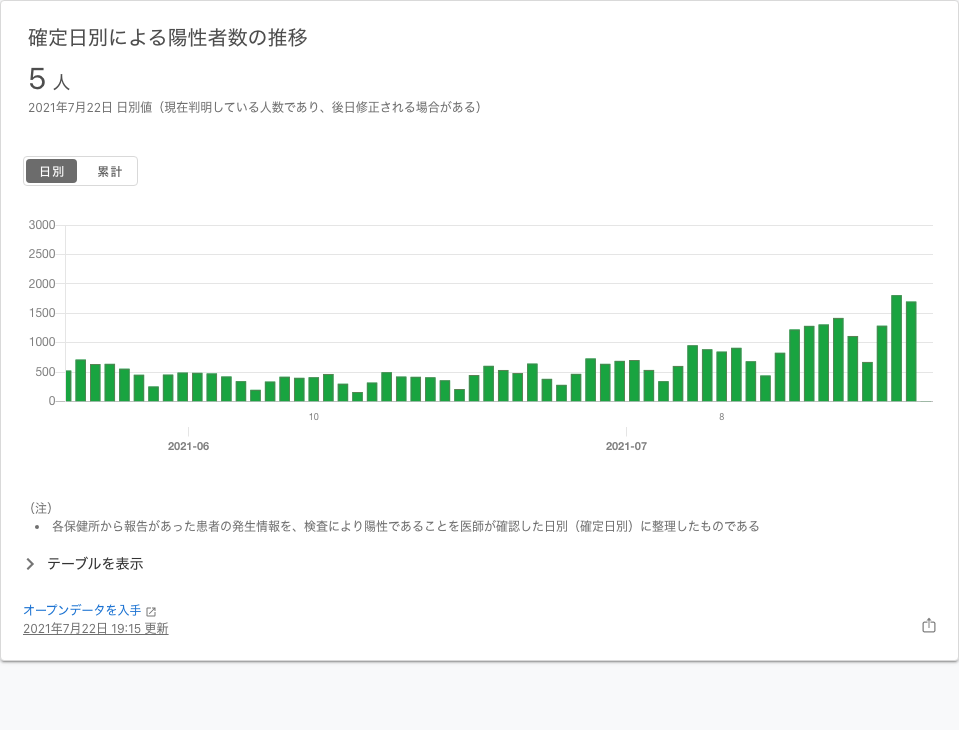 確定日別による陽性者数の推移
5 人
2021年7月22日 日別値（現在判明している人数であり、後日修正される場合がある）
日別 累計
3000
2500
2000
1500
1000
500
0
10 8
2021-06 2021-07
（注）
• 各保健所から報告があった患者の発生情報を、検査により陽性であることを医師が確認した日別（確定日別）に整理したものである
テーブルを表示
オープンデータを入手
2021年7月22日 19:15 更新